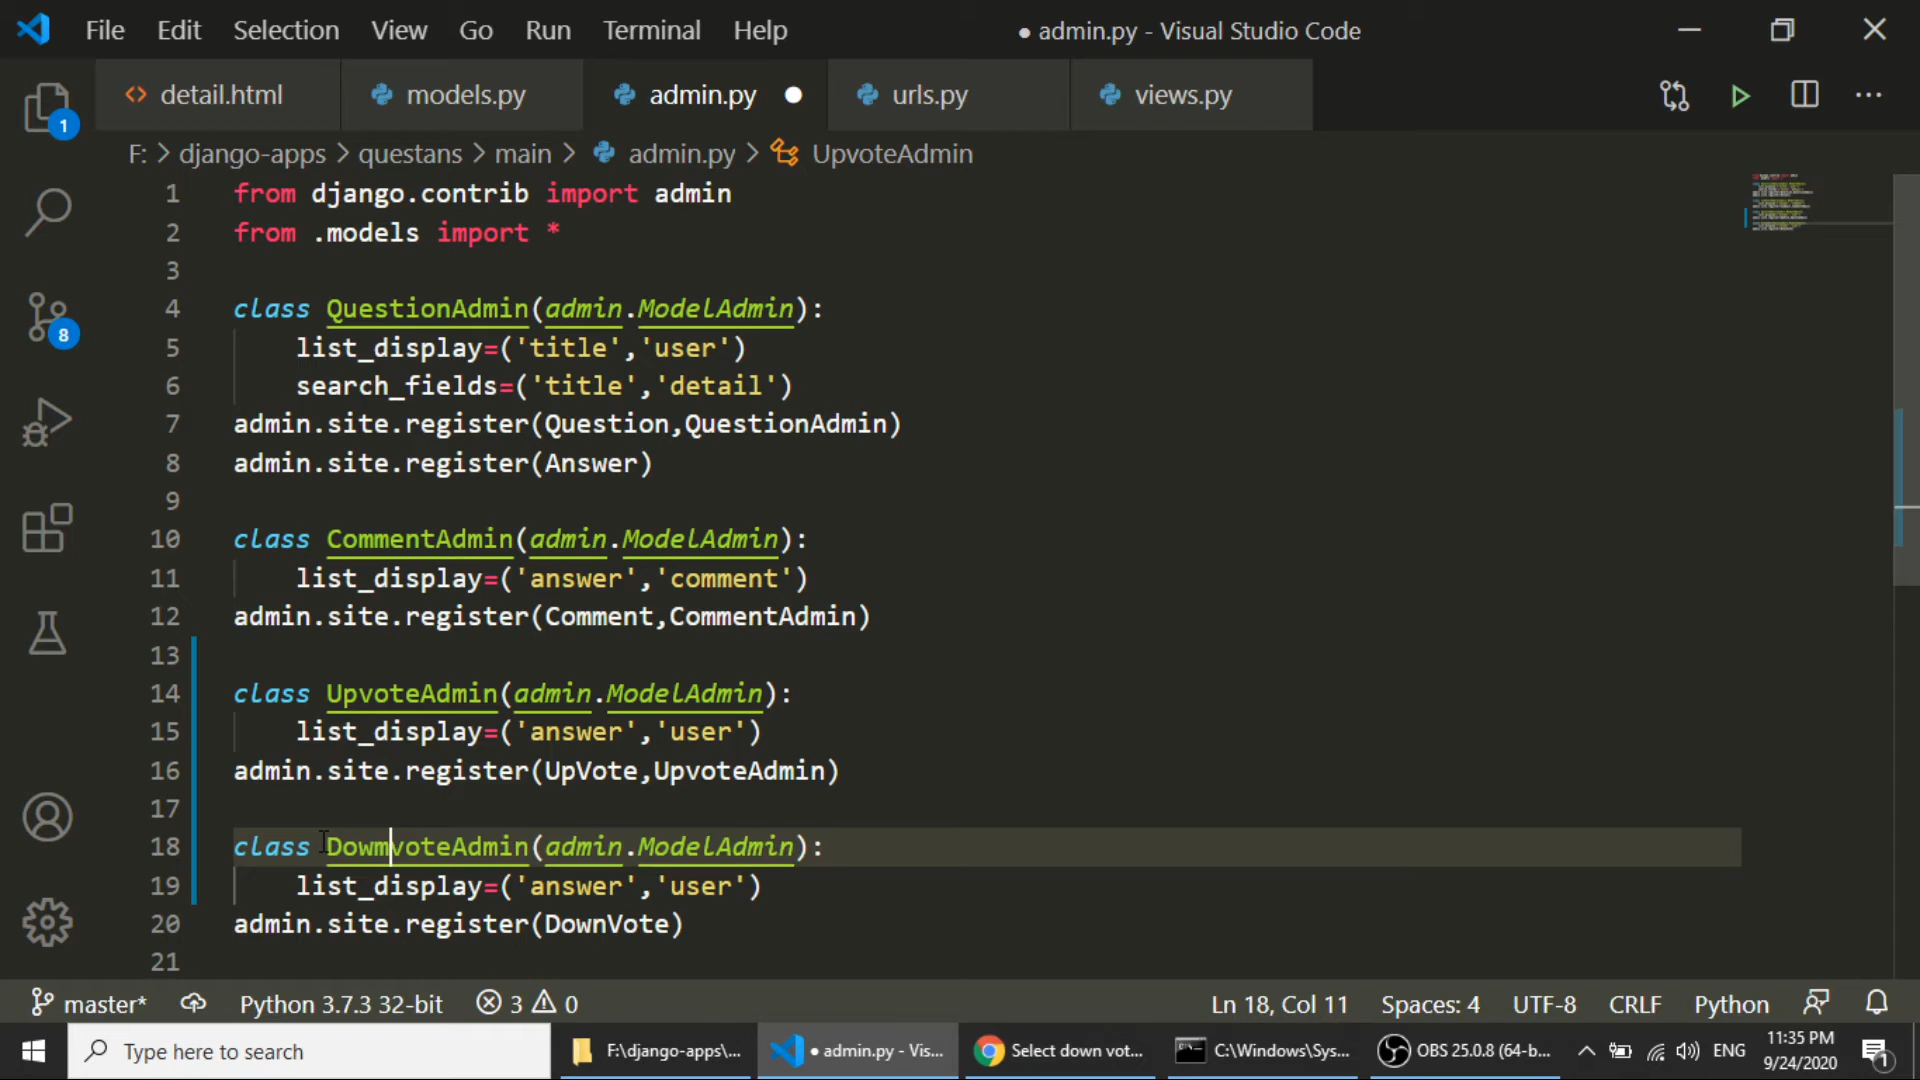 File Edit Selection View Go Run Terminal Help ● admin.py - Visual Studio Code
detail.html models.py admin.py urls.py views.py
F: > django-apps > questans > main > admin.py > UpvoteAdmin
1 from django.contrib import admin
2 from .models import *
3
4 class QuestionAdmin(admin.ModelAdmin):
5 list_display=('title','user')
6 search_fields=('title','detail')
7 admin.site.register(Question,QuestionAdmin)
8 admin.site.register(Answer)
9
10 class CommentAdmin(admin.ModelAdmin):
11 list_display=('answer','comment')
12 admin.site.register(Comment,CommentAdmin)
13
14 class UpvoteAdmin(admin.ModelAdmin):
15 list_display=('answer','user')
16 admin.site.register(UpVote,UpvoteAdmin)
17
18 class DowmvoteAdmin(admin.ModelAdmin):
19 list_display=('answer','user')
20 admin.site.register(DownVote)
21
1
8
master* Python 3.7.3 32-bit 3 0 Ln 18, Col 11 Spaces: 4 UTF-8 CRLF Python
Type here to search F:\django-apps\... ● admin.py - Vis... Select down vot... C:\Windows\Sys... OBS 25.0.8 (64-b... ENG 11:35 PM
9/24/2020
1